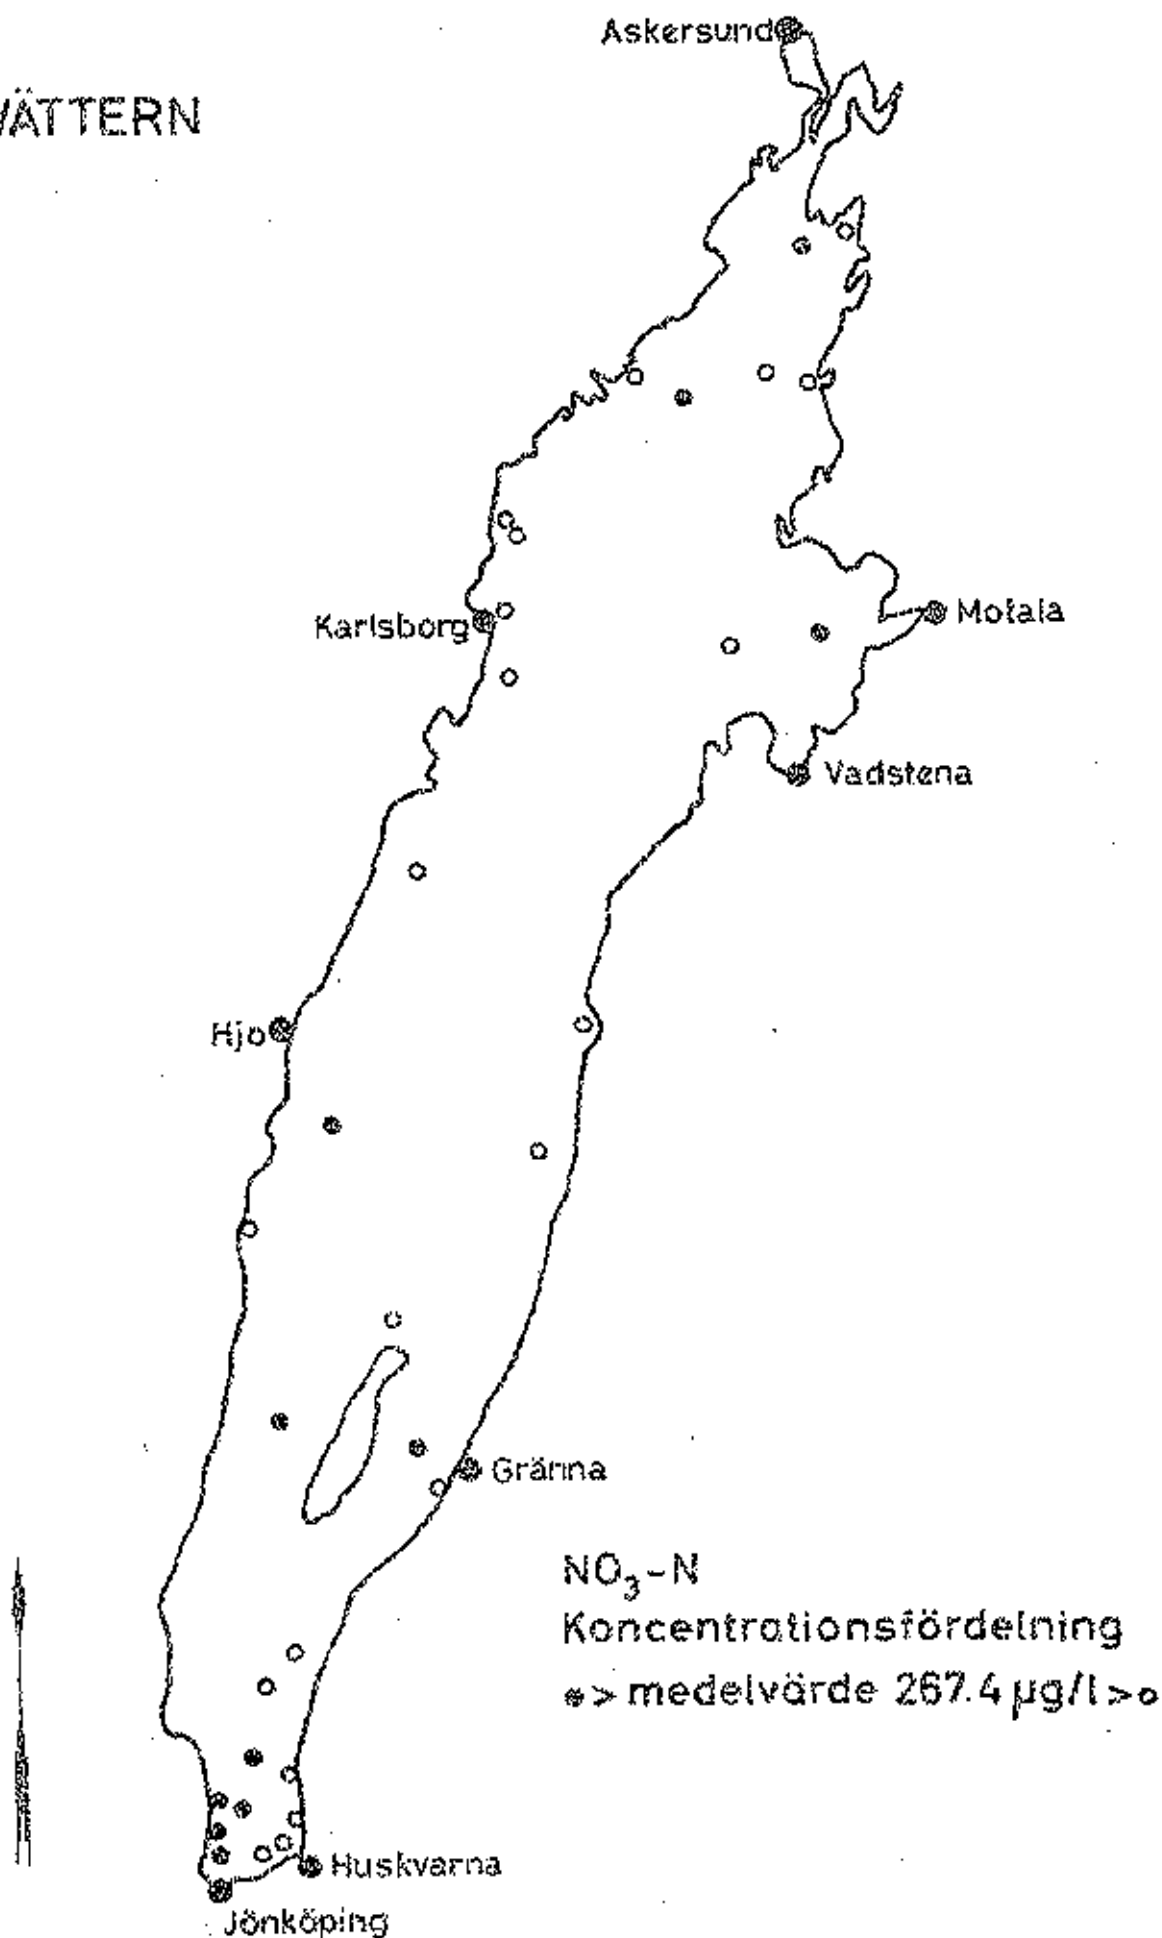 Askersund
VÄTTERN
Motala
Karlsborg
Vadstena
Hjo
Gränna
NO₃-N
Koncentrationsfördelning
● > medelvärde 267.4 µg/l > o
Huskvarna
Jönköping